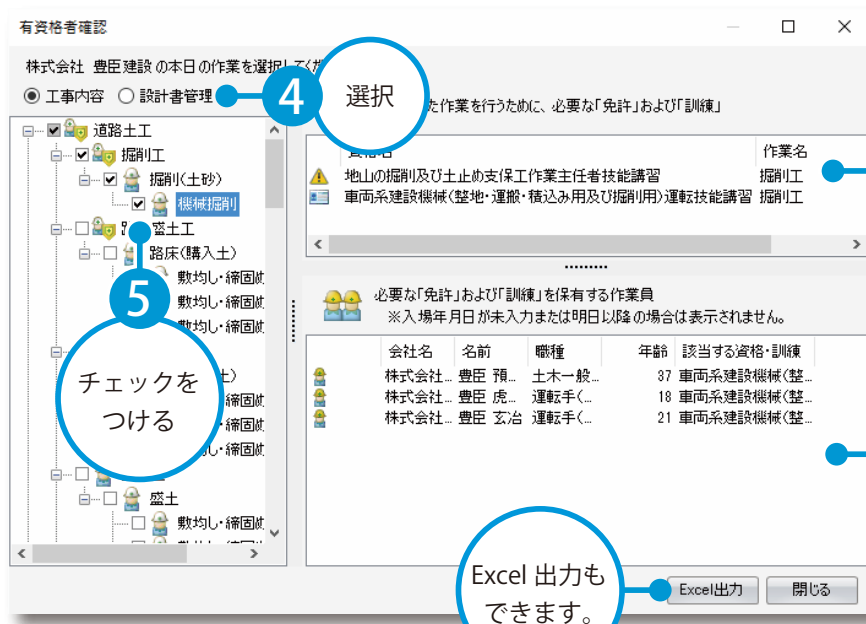 有資格者確認
株式会社 豊臣建設 の本日の作業を選択してくだ
工事内容 設計書管理
4
選択
た作業を行うために、必要な「免許」および「訓練」
道路土工
掘削工
掘削(土砂)
機械掘削
盛土工
路床(購入土)
敷均し・締固め
敷均し・締固め
敷均し・締固め
5
チェックを
つける
締固め
締固め
し・締固め
盛土
敷均し・締固め
作業名
地山の掘削及び土止め支保工作業主任者技能講習 掘削工
車両系建設機械(整地・運搬・積込み用及び掘削用)運転技能講習 掘削工
必要な「免許」および「訓練」を保有する作業員
※入場年月日が未入力または明日以降の場合は表示されません。
会社名 名前 職種 年齢 該当する資格・訓練
株式会社... 豊臣 預... 土木一般... 37 車両系建設機械(整...
株式会社... 豊臣 虎... 運転手(... 18 車両系建設機械(整...
株式会社... 豊臣 玄冶 運転手(... 21 車両系建設機械(整...
Excel 出力も
できます。
Excel出力 閉じる